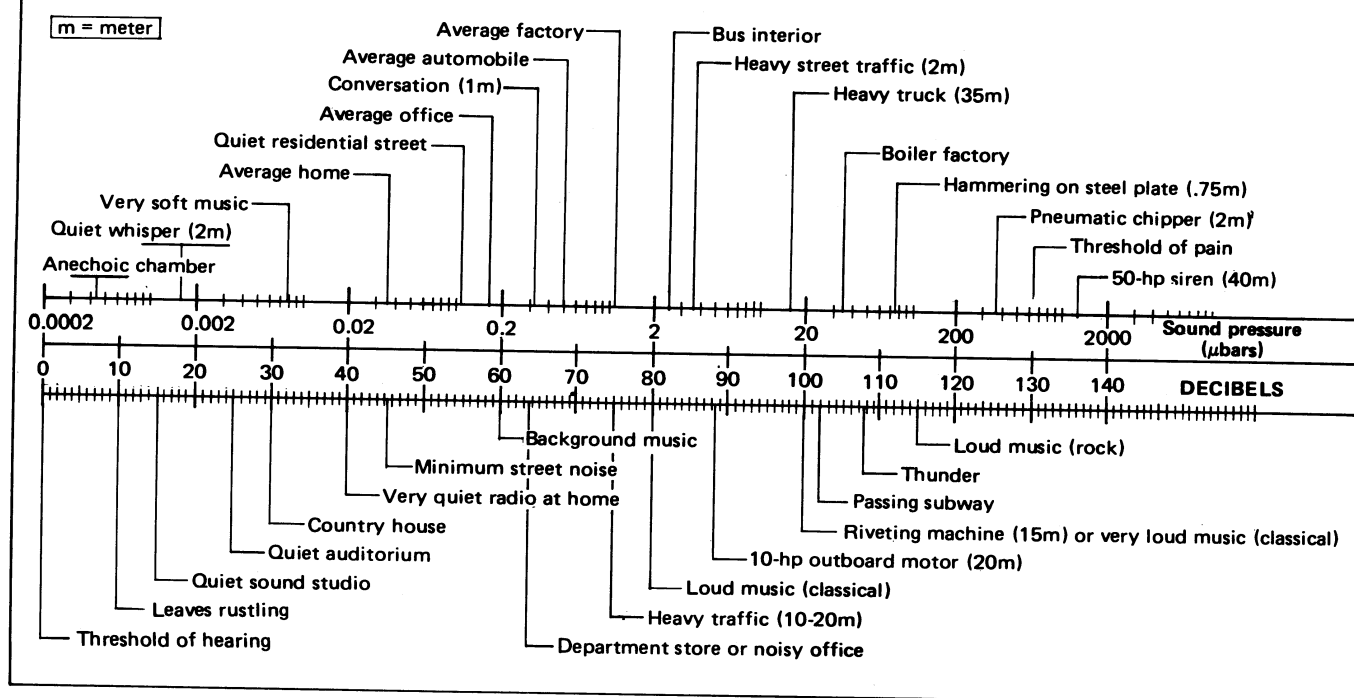 m = meter
Average factory
Bus interior
Average automobile
Heavy street traffic (2m)
Conversation (1m)
Heavy truck (35m)
Average office
Quiet residential street
Boiler factory
Average home
Hammering on steel plate (.75m)
Very soft music
Pneumatic chipper (2m)
Quiet whisper (2m)
Threshold of pain
Anechoic chamber
50-hp siren (40m)
0.0002 0.002 0.02 0.2 2 20 200 2000 Sound pressure
(μbars)
0 10 20 30 40 50 60 70 80 90 100 110 120 130 140 DECIBELS
Background music
Loud music (rock)
Minimum street noise
Thunder
Very quiet radio at home
Passing subway
Country house
Riveting machine (15m) or very loud music (classical)
Quiet auditorium
10-hp outboard motor (20m)
Quiet sound studio
Loud music (classical)
Leaves rustling
Heavy traffic (10-20m)
Threshold of hearing
Department store or noisy office